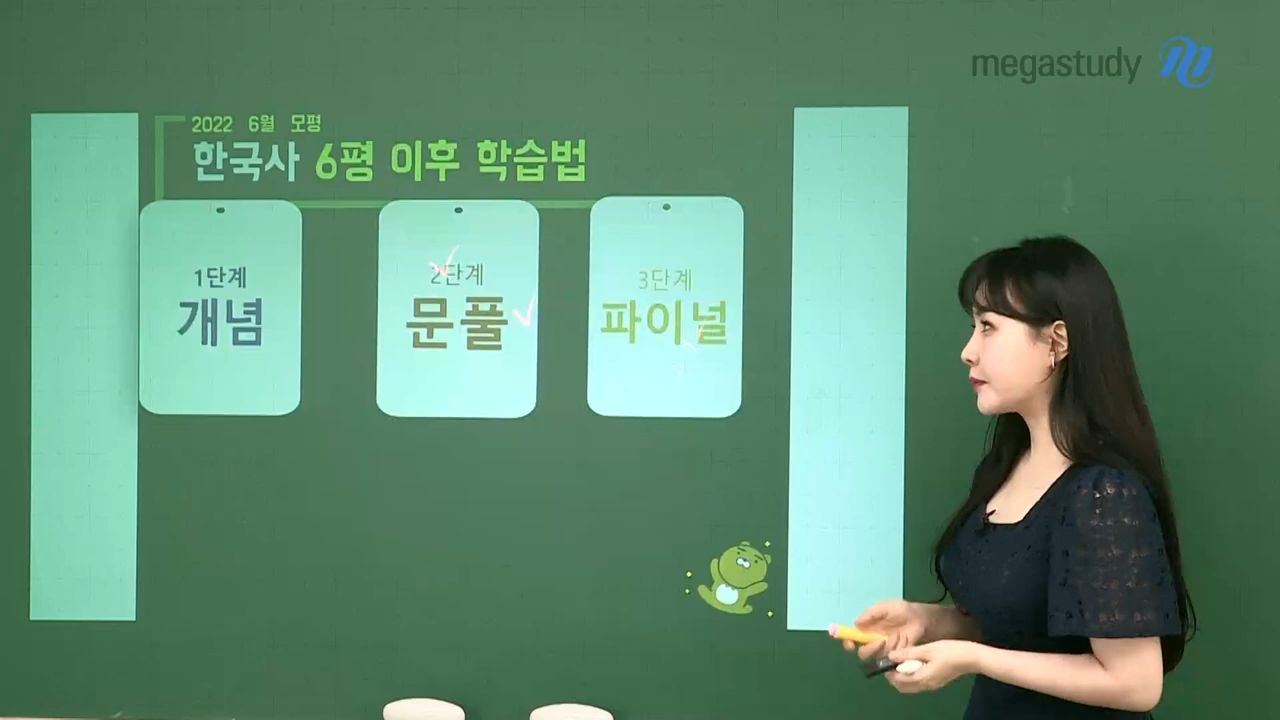 megastudy
2022 6월 모평
한국사 6평 이후 학습법
1단계
개념
2단계
문풀
3단계
파이널